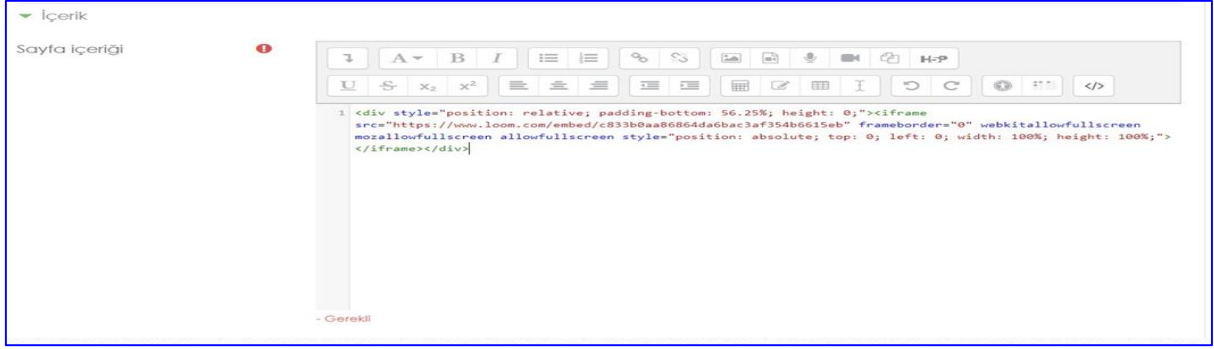 İçerik
Sayfa içeriği
A B I H-P
U S x₂ x² </>
1 <div style="position: relative; padding-bottom: 56.25%; height: 0;"><iframe
src="https://www.loom.com/embed/c833b0aa86864da6bac3af354b6615eb" frameborder="0" webkitallowfullscreen
mozallowfullscreen allowfullscreen style="position: absolute; top: 0; left: 0; width: 100%; height: 100%;">
</iframe></div>
- Gerekli